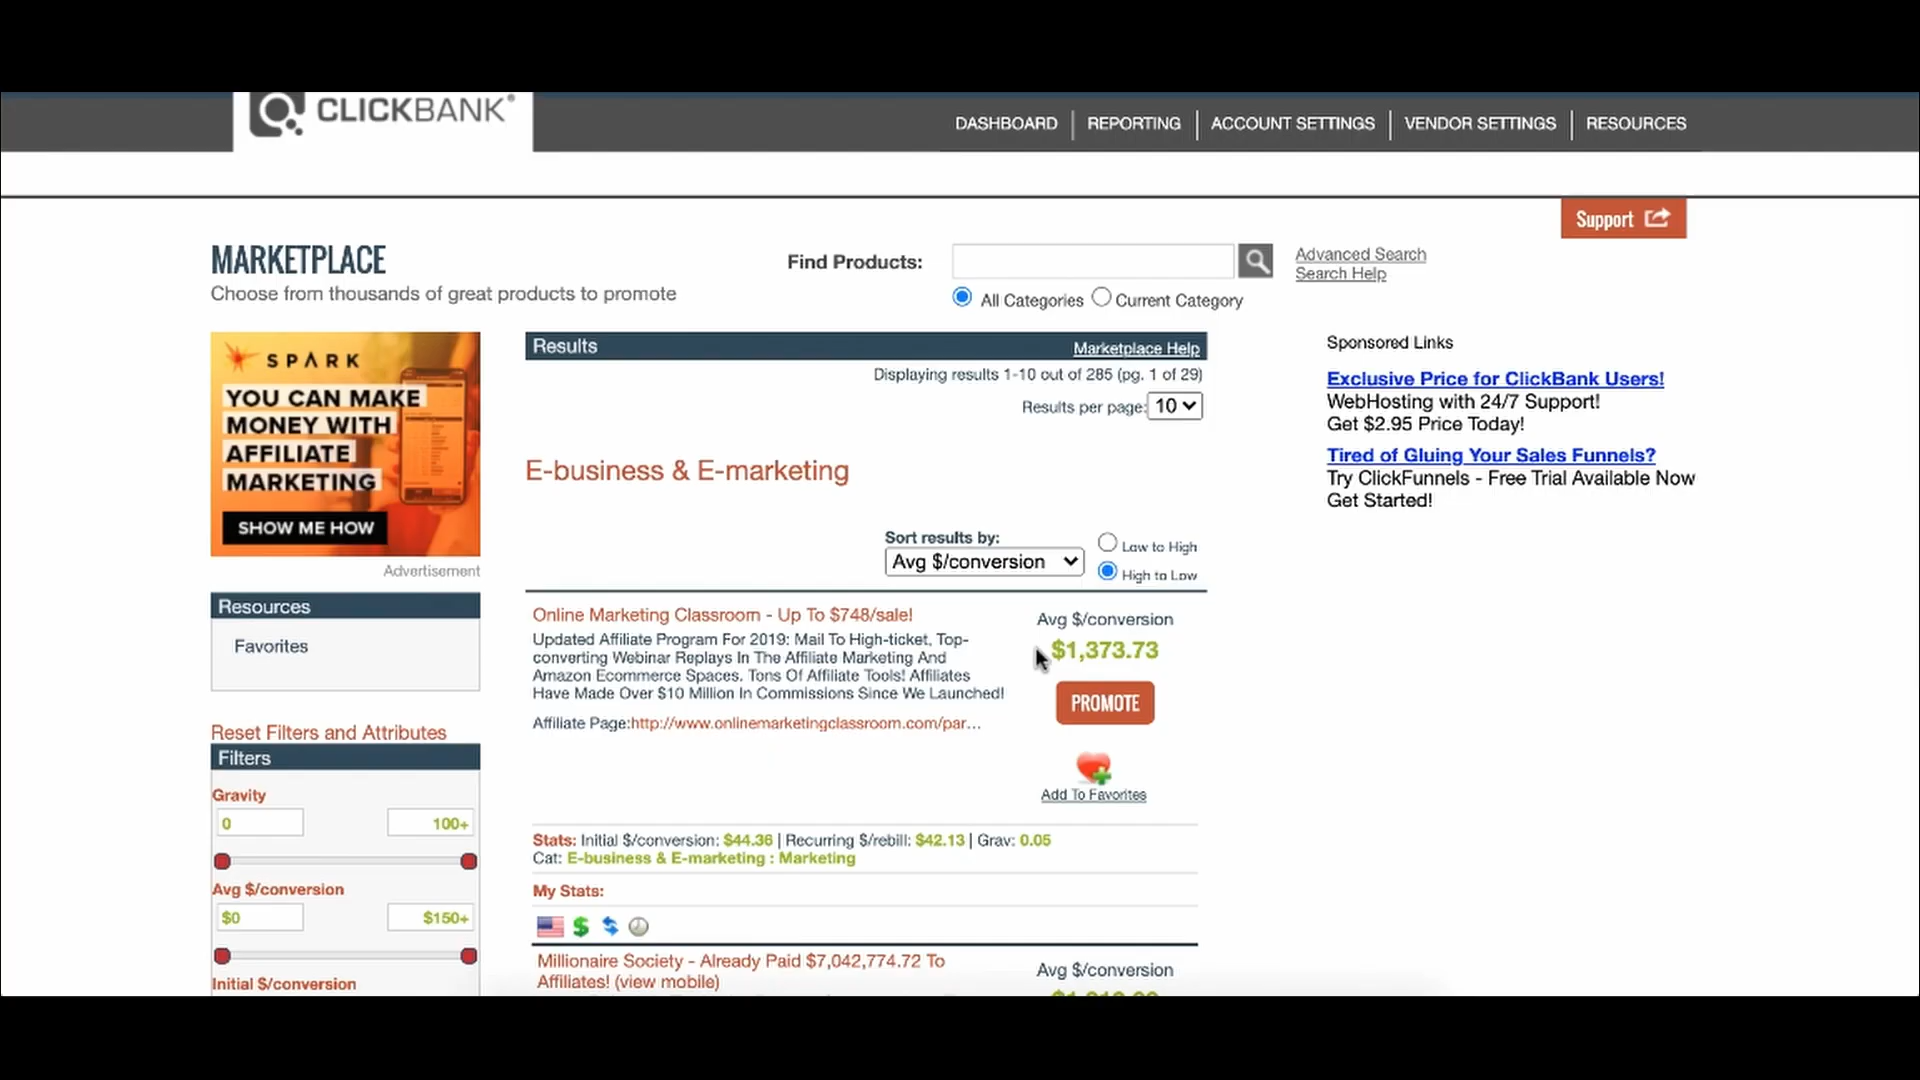 CLICKBANK®
DASHBOARD
REPORTING
ACCOUNT SETTINGS
VENDOR SETTINGS
RESOURCES
Support
MARKETPLACE
Choose from thousands of great products to promote
Find Products:
Advanced Search
Search Help
All Categories
Current Category
SPARK
YOU CAN MAKE
MONEY WITH
AFFILIATE
MARKETING
SHOW ME HOW
Advertisement
Resources
Favorites
Reset Filters and Attributes
Filters
Gravity
0
100+
Avg $/conversion
$0
$150+
Initial $/conversion
Results
Marketplace Help
Displaying results 1-10 out of 285 (pg. 1 of 29)
Results per page: 10
E-business & E-marketing
Sort results by:
Avg $/conversion
Low to High
High to Low
Online Marketing Classroom - Up To $748/sale!
Updated Affiliate Program For 2019: Mail To High-ticket, Top-
converting Webinar Replays In The Affiliate Marketing And
Amazon Ecommerce Spaces. Tons Of Affiliate Tools! Affiliates
Have Made Over $10 Million In Commissions Since We Launched!
Affiliate Page:http://www.onlinemarketingclassroom.com/par...
Avg $/conversion
$1,373.73
PROMOTE
Add To Favorites
Stats: Initial $/conversion: $44.36 | Recurring $/rebill: $42.13 | Grav: 0.05
Cat: E-business & E-marketing : Marketing
My Stats:
Millionaire Society - Already Paid $7,042,774.72 To
Affiliates! (view mobile)
Avg $/conversion
Sponsored Links
Exclusive Price for ClickBank Users!
WebHosting with 24/7 Support!
Get $2.95 Price Today!
Tired of Gluing Your Sales Funnels?
Try ClickFunnels - Free Trial Available Now
Get Started!